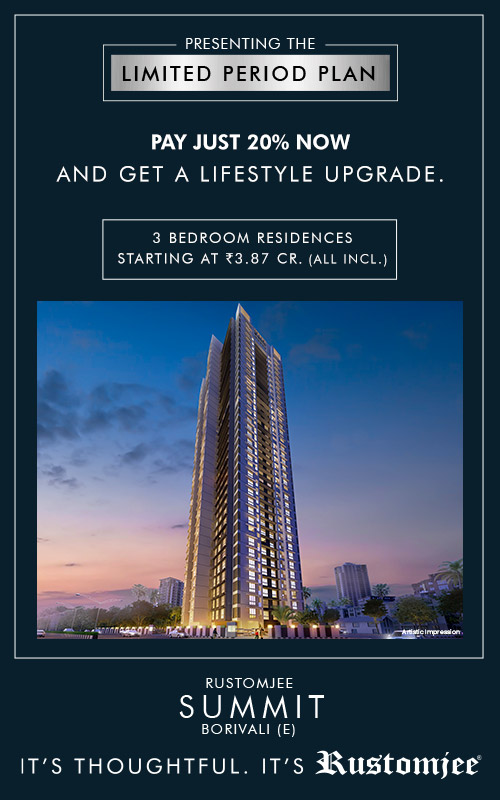 PRESENTING THE
LIMITED PERIOD PLAN
PAY JUST 20% NOW
AND GET A LIFESTYLE UPGRADE.
3 BEDROOM RESIDENCES
STARTING AT ₹3.87 CR. (ALL INCL.)
Artistic Impression
RUSTOMJEE
SUMMIT
BORIVALI (E)
IT'S THOUGHTFUL. IT'S Rustomjee®